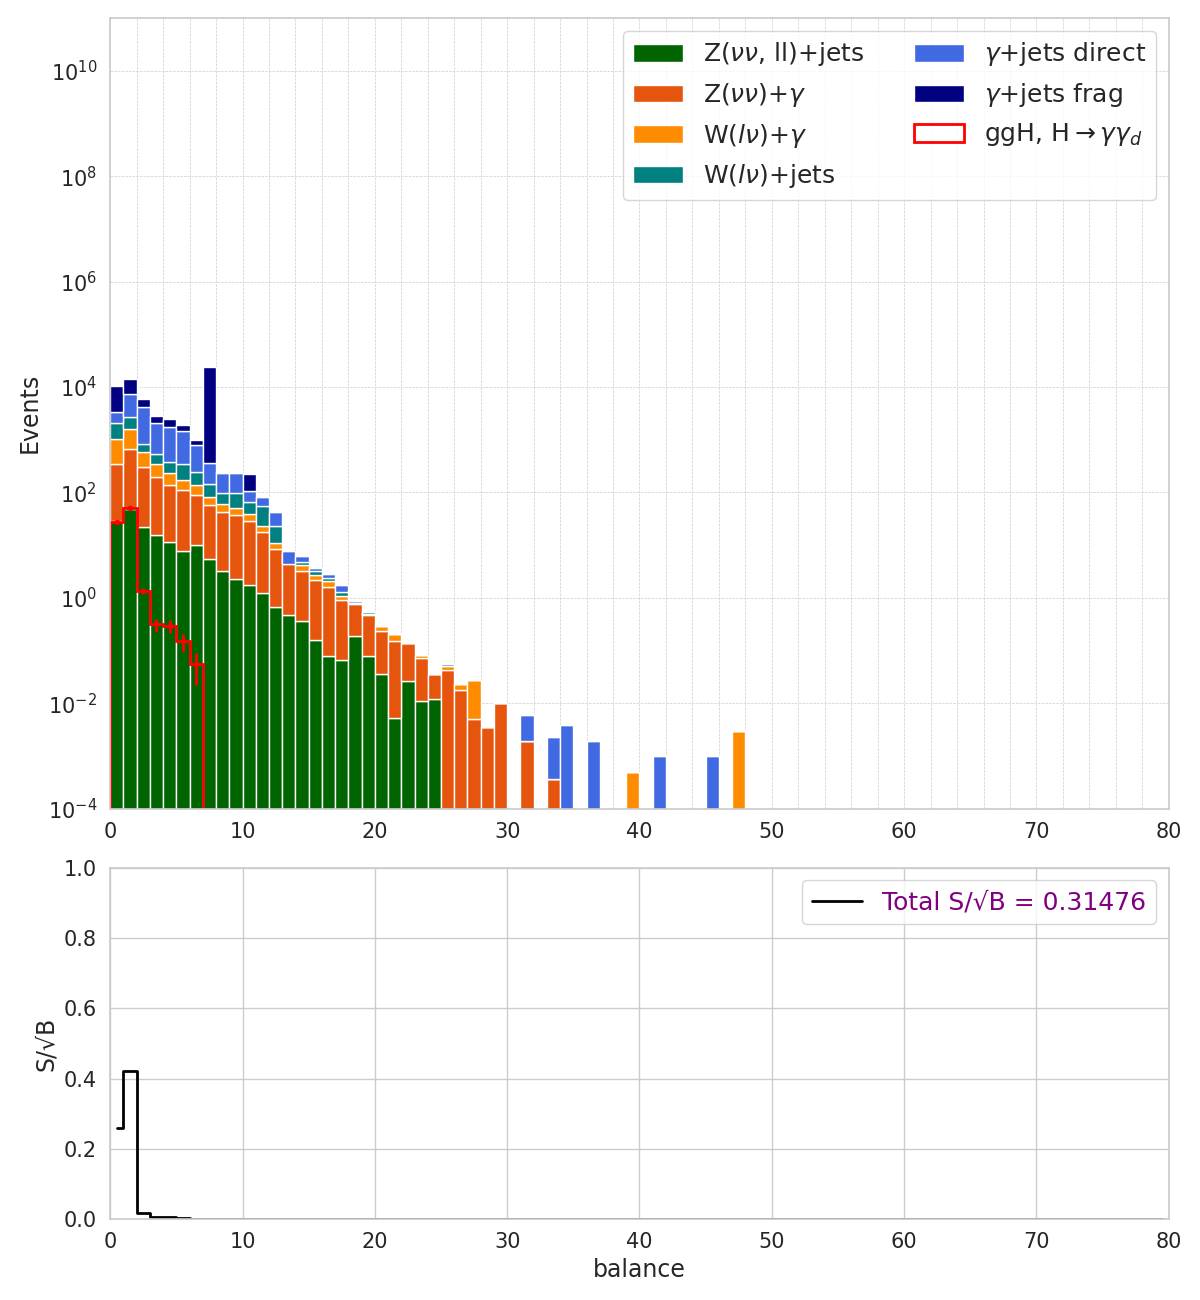 Z(νν, ll)+jets
Z(νν)+γ
W(lν)+γ
W(lν)+jets
γ+jets direct
γ+jets frag
ggH, H→γγ_d
Events
10^10
10^8
10^6
10^4
10^2
10^0
10^−2
10^−4
0 10 20 30 40 50 60 70 80
Total S/√B = 0.31476
S/√B
1.0
0.8
0.6
0.4
0.2
0.0
0 10 20 30 40 50 60 70 80
balance